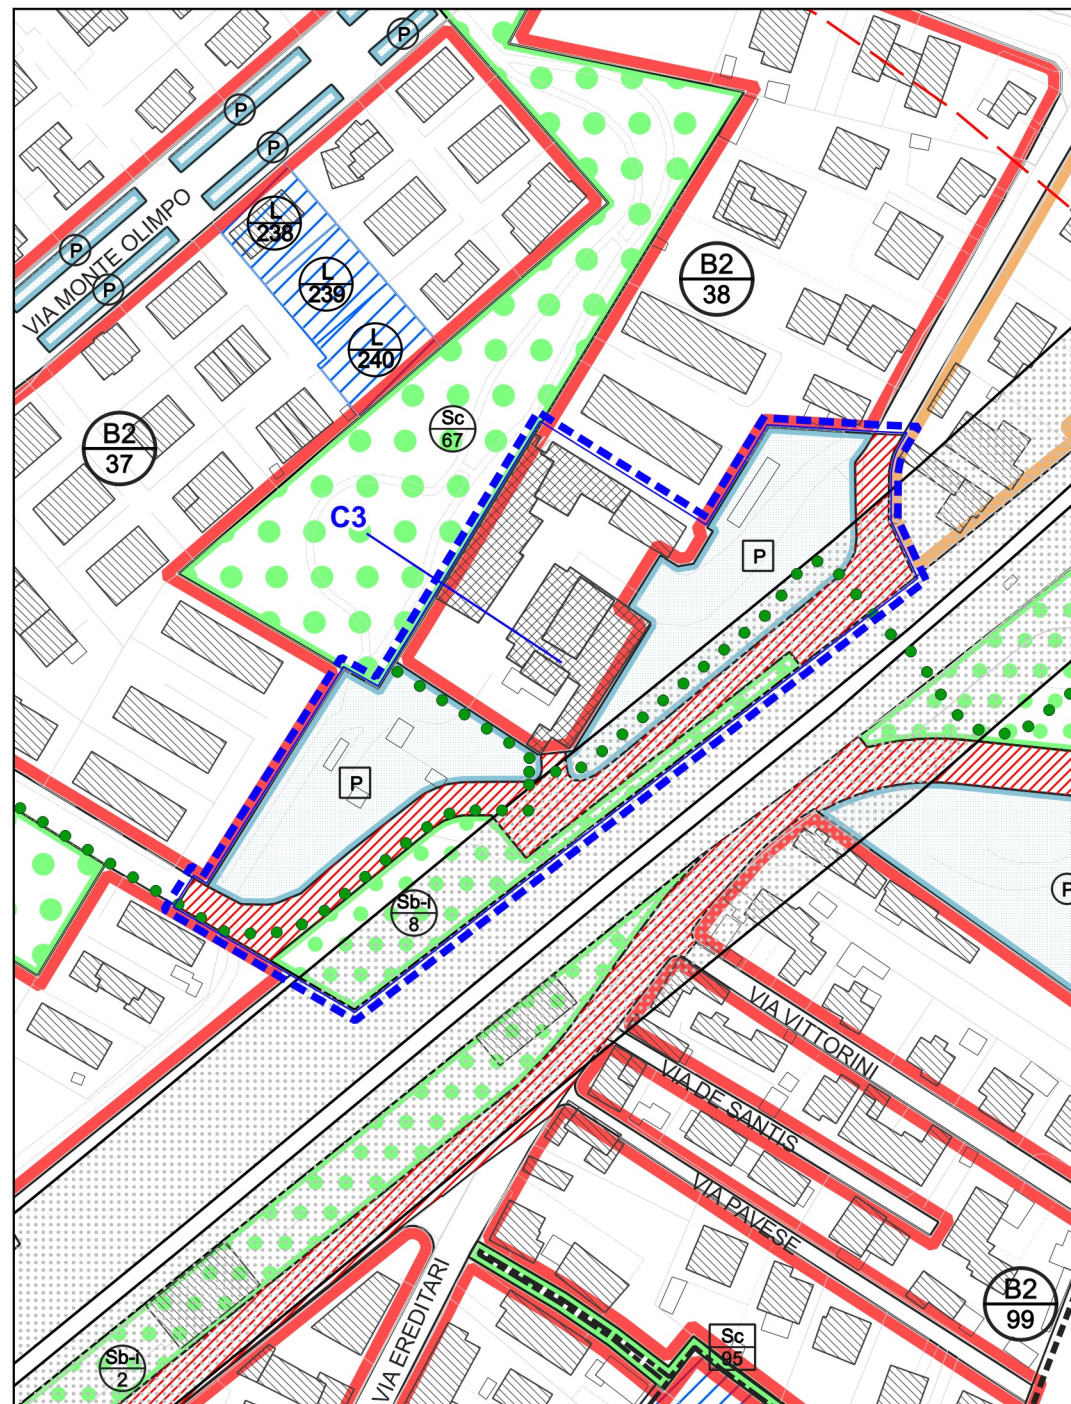 P
P
P
P
P
P
VIA MONTE OLIMPO
L
238
L
239
L
240
B2
38
B2
37
Sc
67
C3
P
P
Sb-i
8
P
VIA VITTORINI
VIA DE SANTIS
VIA PAVESE
VIA EREDITARI
B2
99
Sc
95
Sb-i
2